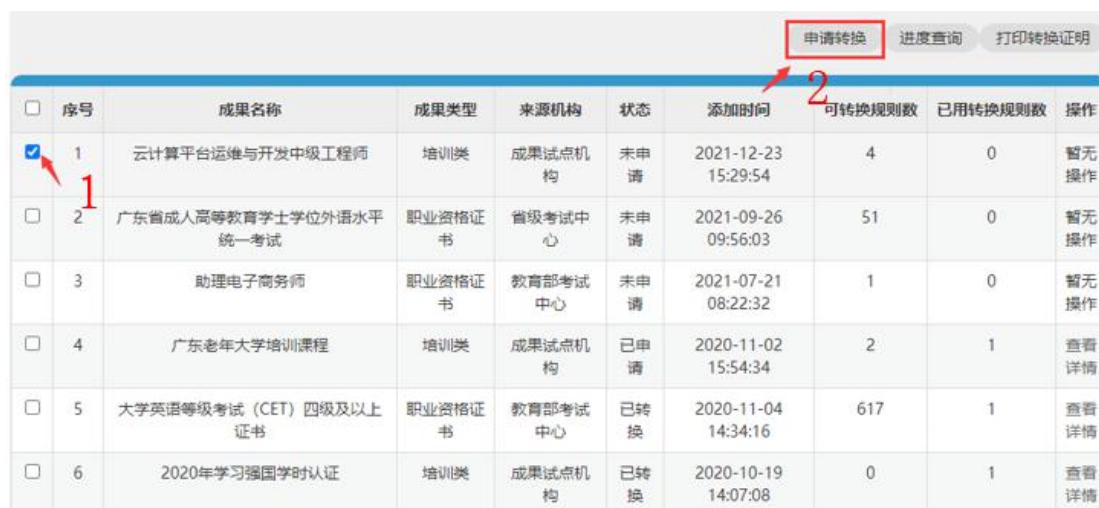 申请转换 进度查询 打印转换证明
2
序号 成果名称 成果类型 来源机构 状态 添加时间 可转换规则数 已用转换规则数 操作
1 云计算平台运维与开发中级工程师 培训类 成果试点机 未申 2021-12-23 4 0 暂无
构 请 15:29:54 操作
1
2 广东省成人高等教育学士学位外语水平 职业资格证 省级考试中 未申 2021-09-26 51 0 暂无
统一考试 书 心 请 09:56:03 操作
3 助理电子商务师 职业资格证 教育部考试 未申 2021-07-21 1 0 暂无
书 中心 请 08:22:32 操作
4 广东老年大学培训课程 培训类 成果试点机 已申 2020-11-02 2 1 查看
构 请 15:54:34 详情
5 大学英语等级考试（CET）四级及以上 职业资格证 教育部考试 已转 2020-11-04 617 1 查看
证书 书 中心 换 14:34:16 详情
6 2020年学习强国学时认证 培训类 成果试点机 已转 2020-10-19 0 1 查看
构 换 14:07:08 详情